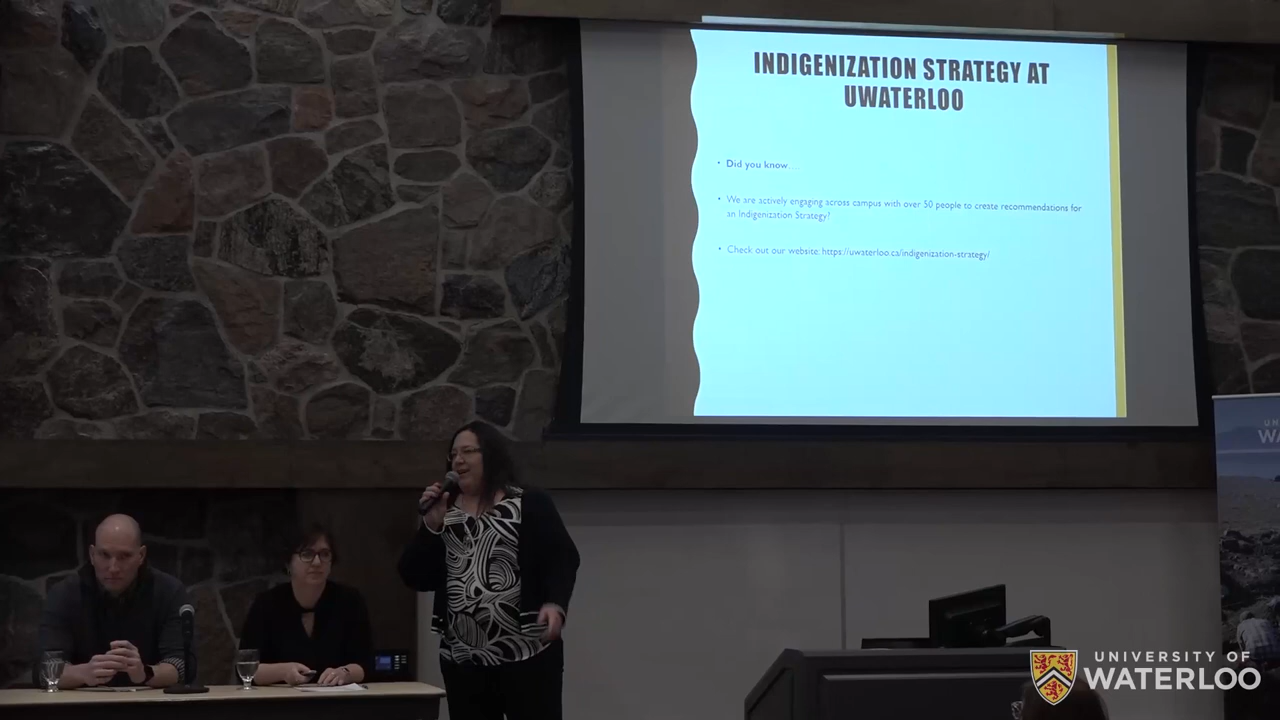 INDIGENIZATION STRATEGY AT
UWATERLOO
• Did you know....
• We are actively engaging across campus with over 50 people to create recommendations for
an Indigenization Strategy?
• Check out our website: https://uwaterloo.ca/indigenization-strategy/
UNIVERSITY OF
WATERLOO